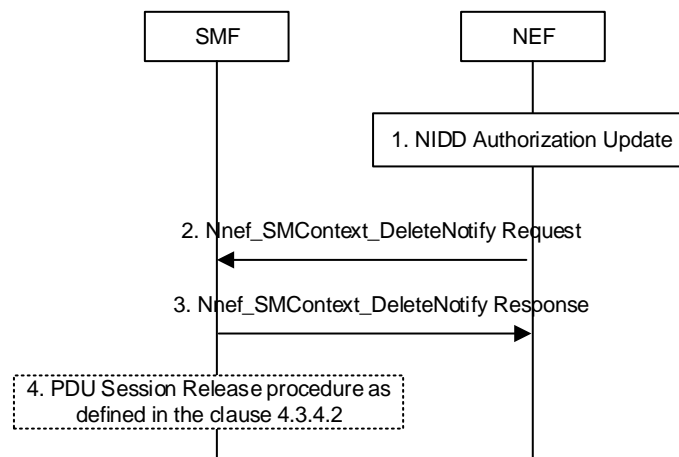 SMF
NEF
1. NIDD Authorization Update
2. Nnef_SMContext_DeleteNotify Request
3. Nnef_SMContext_DeleteNotify Response
4. PDU Session Release procedure as
defined in the clause 4.3.4.2